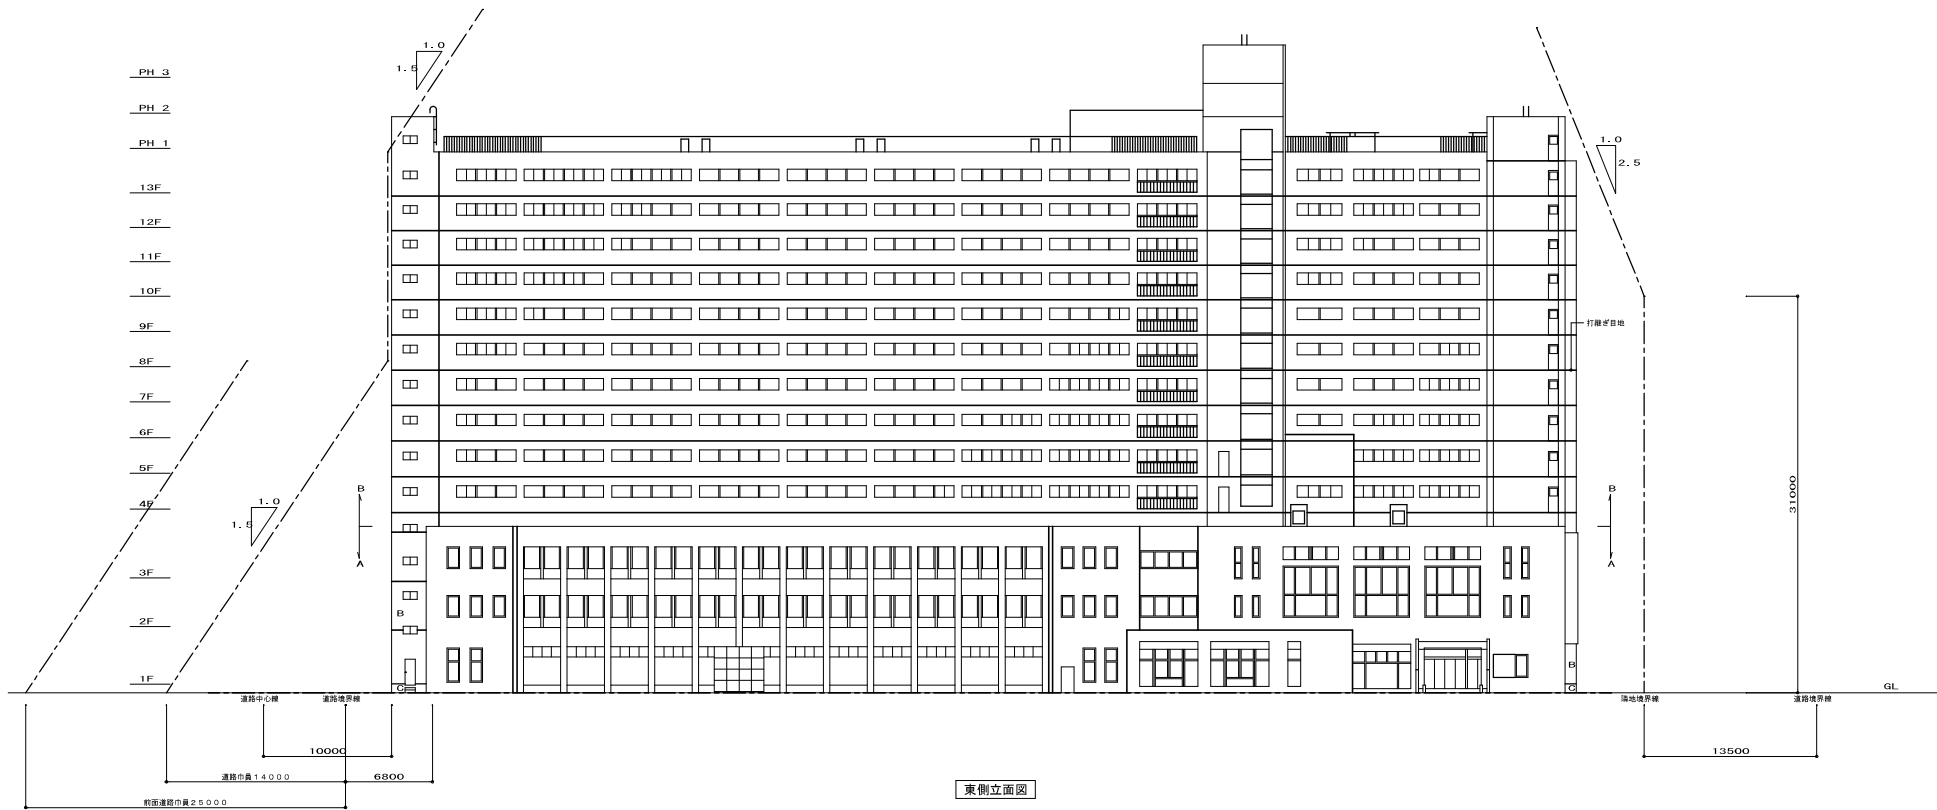 1.0
1.5
PH 3
PH 2
PH 1
13F
12F
11F
10F
9F
8F
7F
6F
5F
4F
3F
2F
1F
1.0
1.5
B
A
B
C
1.0
2.5
打継ぎ目地
B
A
31000
B
C
GL
道路中心線
道路境界線
隣地境界線
道路境界線
10000
13500
道路巾員14000
6800
前面道路巾員25000
東側立面図